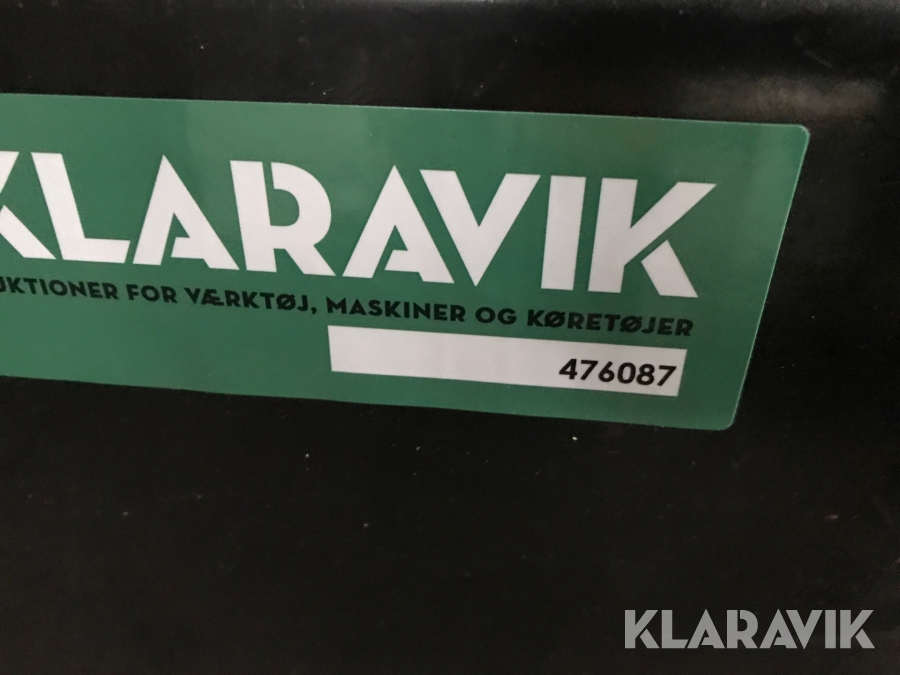 KLARAVIK
UKTIONER FOR VÆRKTØJ, MASKINER OG KØRETØJER
476087
KLARAVIK